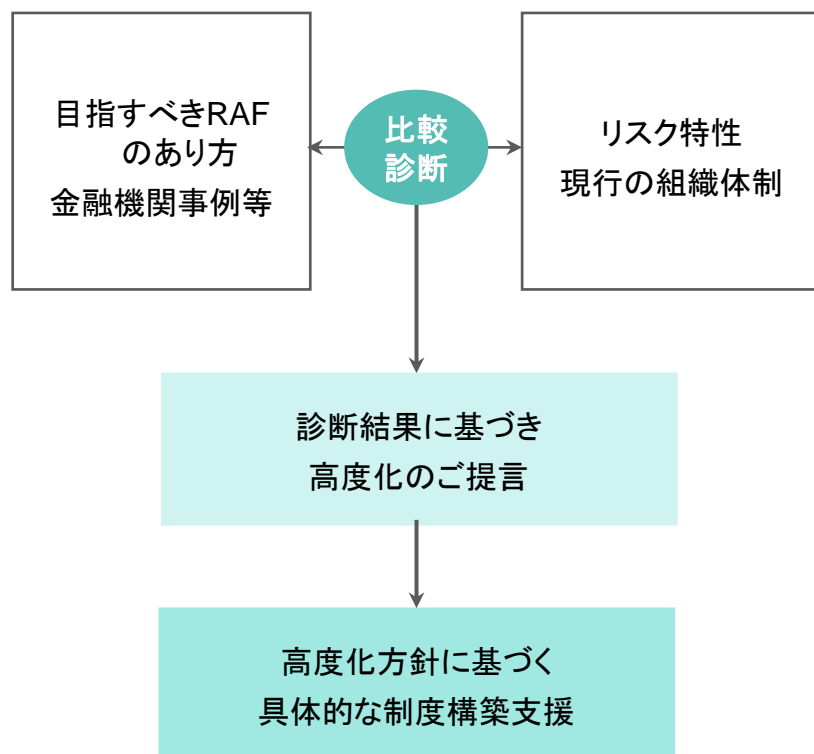 目指すべきRAF
のあり方
金融機関事例等
比較
診断
リスク特性
現行の組織体制
診断結果に基づき
高度化のご提言
高度化方針に基づく
具体的な制度構築支援